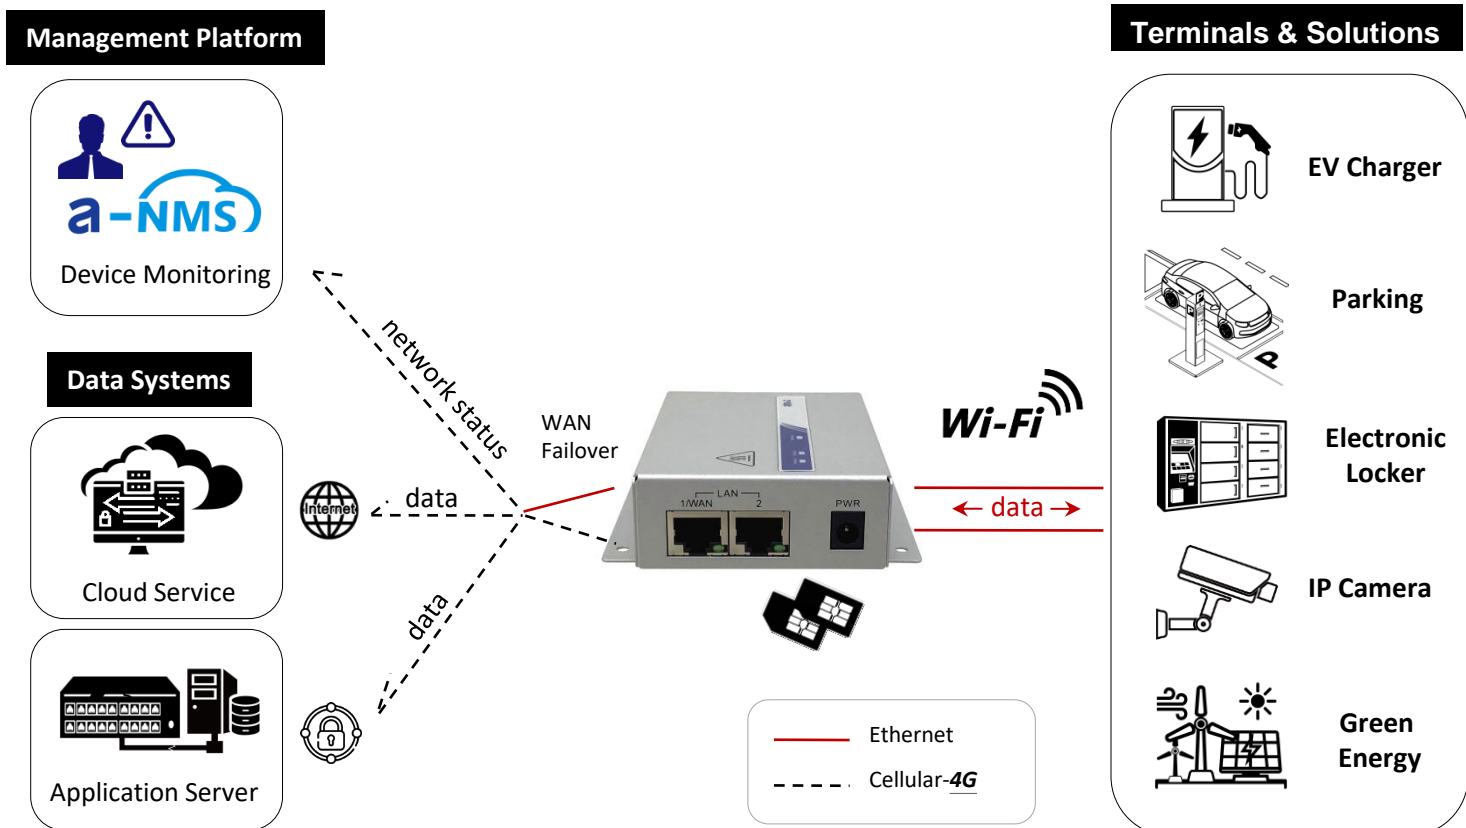 Management Platform
a-NMS
Device Monitoring
Data Systems
Cloud Service
Application Server
network status
Internet
data
data
WAN
Failover
LAN
1/WAN
2
PWR
Wi-Fi
data
Ethernet
Cellular-4G
Terminals & Solutions
EV Charger
Parking
P
Electronic
Locker
IP Camera
Green
Energy